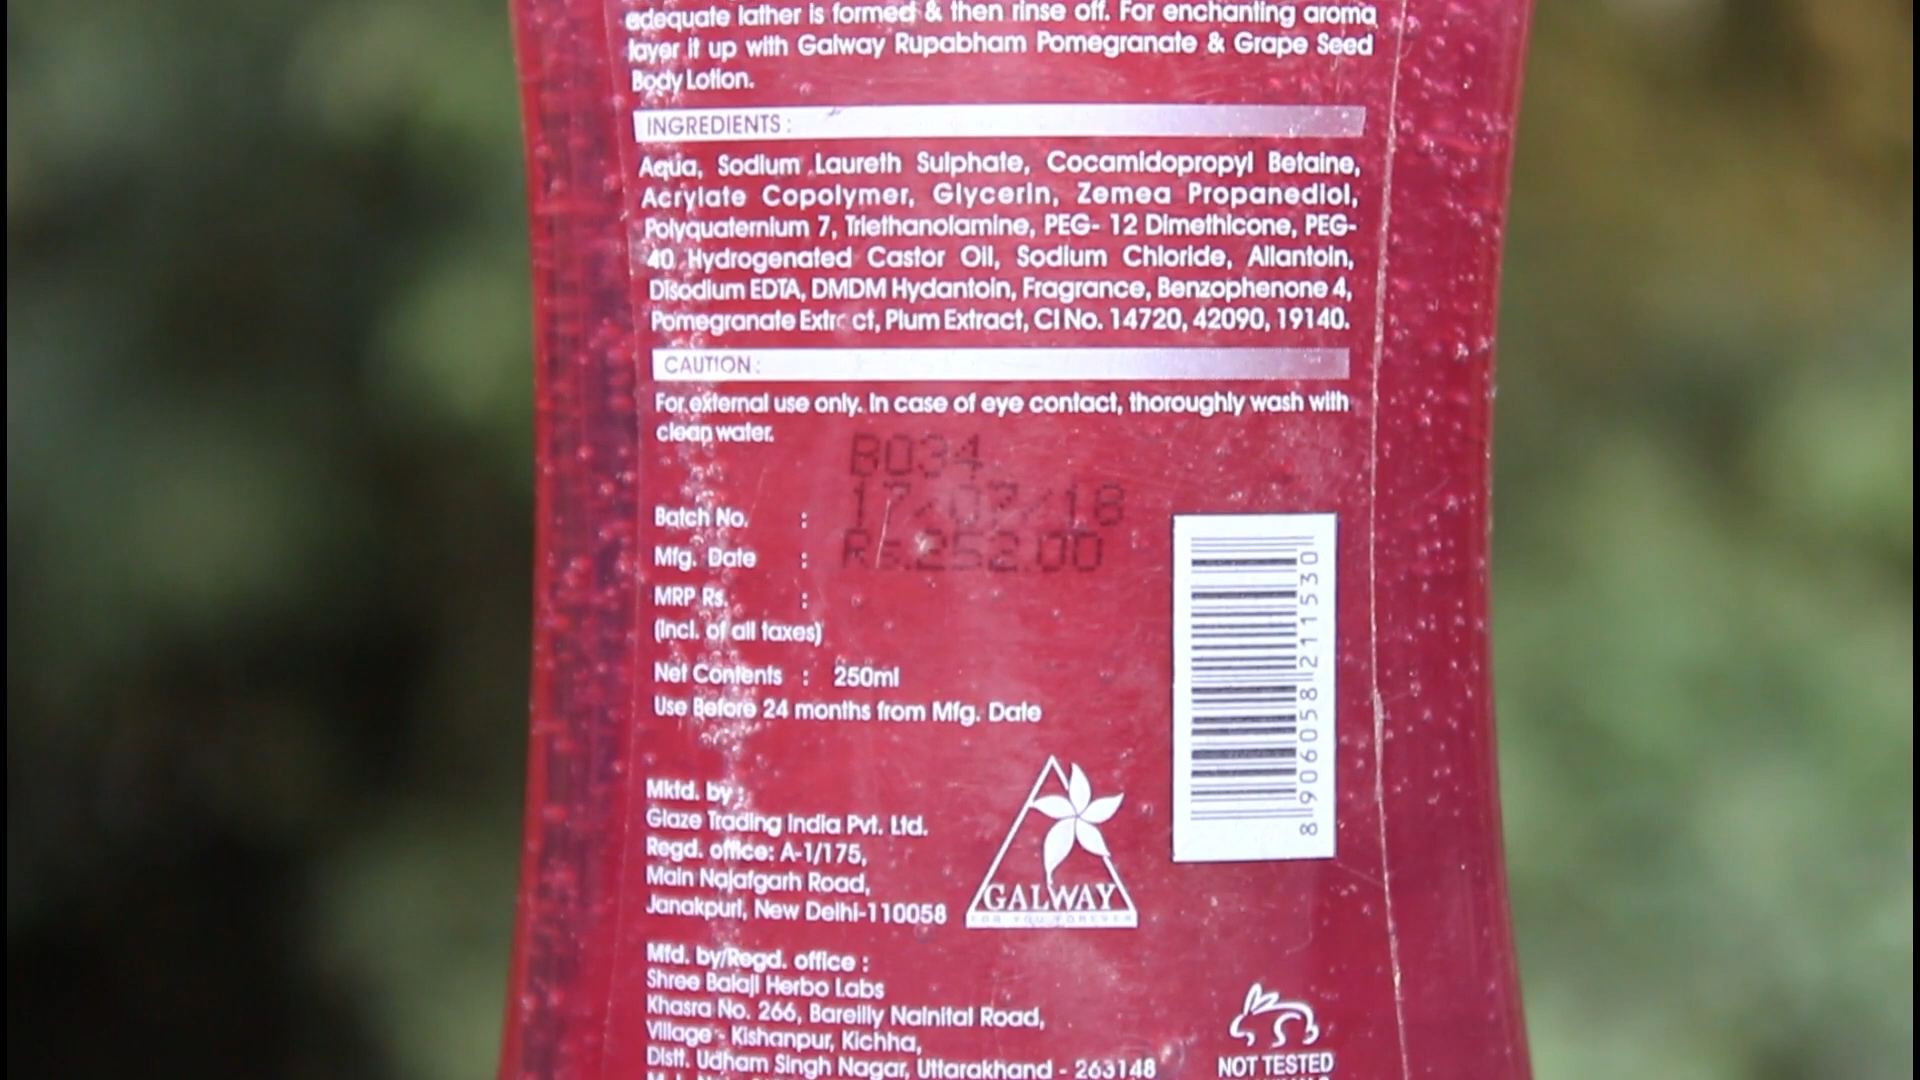 adequate lather is formed & then rinse off. For enchanting aroma
layer it up with Galway Rupabham Pomegranate & Grape Seed
Body Lotion.
INGREDIENTS :
Aqua, Sodium Laureth Sulphate, Cocamidopropyl Betaine,
Acrylate Copolymer, Glycerin, Zemea Propanediol,
Polyquaternium 7, Triethanolamine, PEG- 12 Dimethicone, PEG-
40 Hydrogenated Castor Oil, Sodium Chloride, Allantoin,
Disodium EDTA, DMDM Hydantoin, Fragrance, Benzophenone 4,
Pomegranate Extract, Plum Extract, CI No. 14720, 42090, 19140.
CAUTION :
For external use only. In case of eye contact, thoroughly wash with
clean water.
B034
17/07/18
Rs.252.00
Batch No. :
Mfg. Date :
MRP Rs. :
(Incl. of all taxes)
Net Contents : 250ml
Use Before 24 months from Mfg. Date
8 906058 211530
Mktd. by :
Glaze Trading India Pvt. Ltd.
Regd. office: A-1/175,
Main Najafgarh Road,
Janakpuri, New Delhi-110058
GALWAY
FOR YOU FOREVER
Mfd. by/Regd. office :
Shree Balaji Herbo Labs
Khasra No. 266, Bareilly Nainital Road,
Village - Kishanpur, Kichha,
Distt. Udham Singh Nagar, Uttarakhand - 263148
NOT TESTED